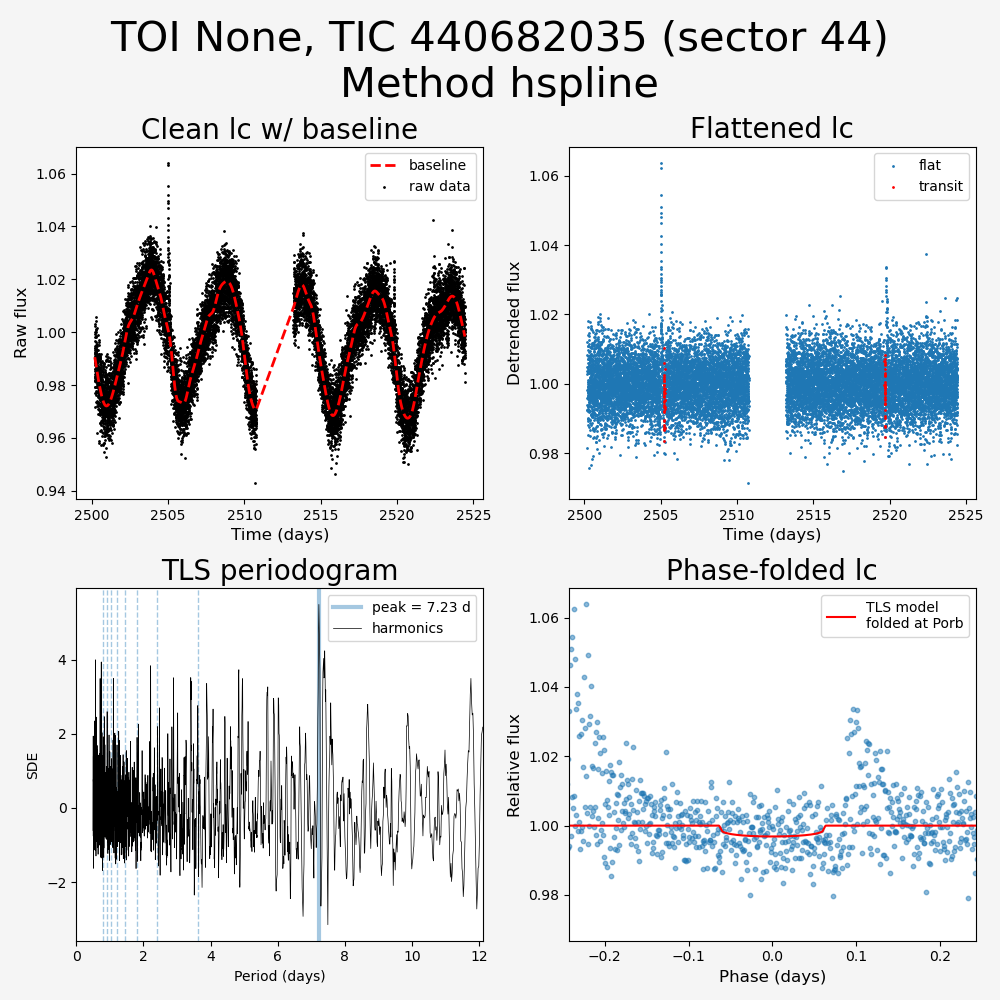 TOI None, TIC 440682035 (sector 44)
Method hspline
Clean lc w/ baseline
Flattened lc
baseline
raw data
flat
transit
Raw flux
1.06
1.04
1.02
1.00
0.98
0.96
0.94
2500
2505
2510
2515
2520
2525
Time (days)
Detrended flux
1.06
1.04
1.02
1.00
0.98
2500
2505
2510
2515
2520
2525
Time (days)
TLS periodogram
Phase-folded lc
peak = 7.23 d
harmonics
SDE
4
2
0
−2
0
2
4
6
8
10
12
Period (days)
TLS model
folded at Porb
Relative flux
1.06
1.04
1.02
1.00
0.98
−0.2
−0.1
0.0
0.1
0.2
Phase (days)